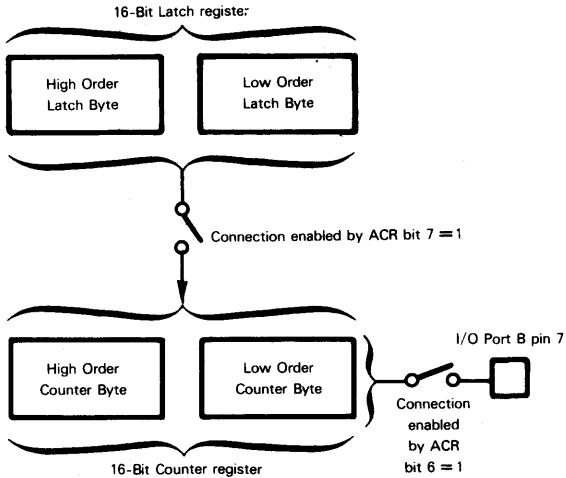 16-Bit Latch register
High Order
Latch Byte
Low Order
Latch Byte
Connection enabled by ACR bit 7 = 1
I/O Port B pin 7
High Order
Counter Byte
Low Order
Counter Byte
Connection
enabled
by ACR
bit 6 = 1
16-Bit Counter register